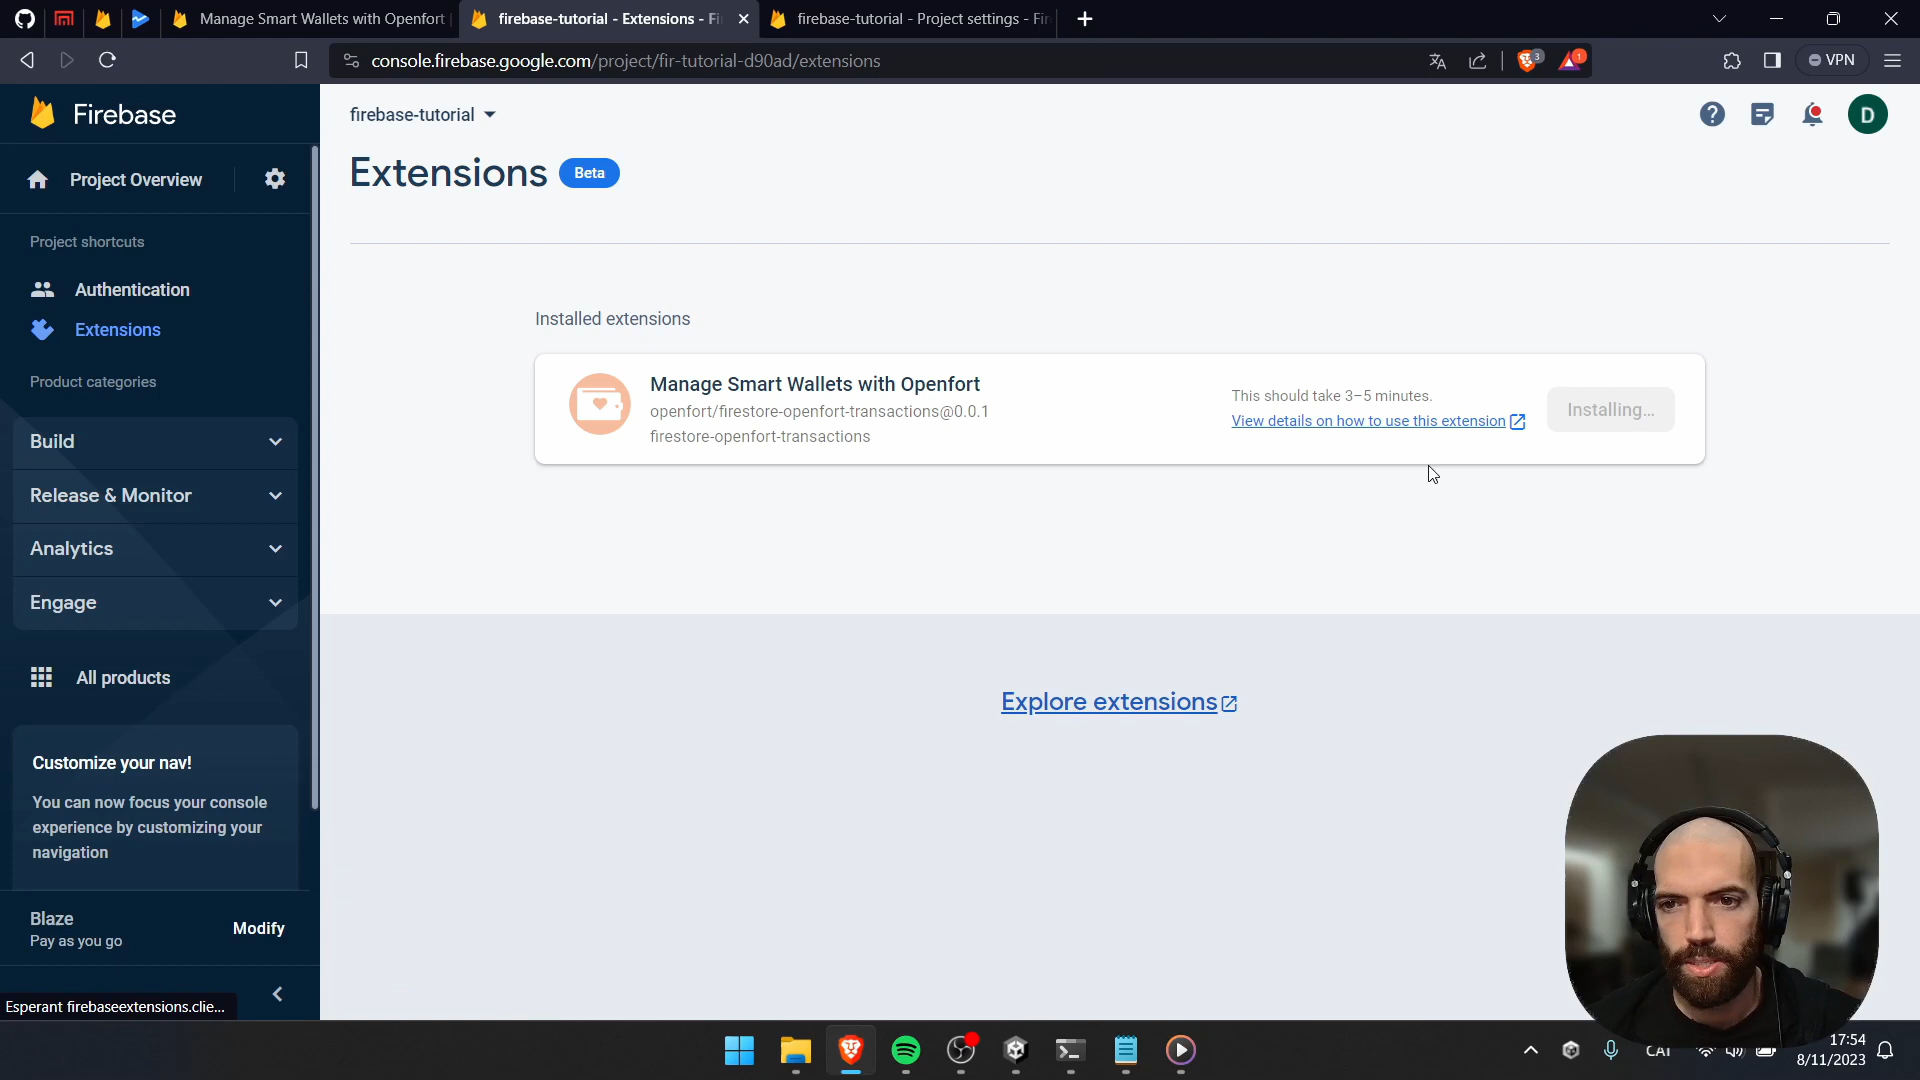 Manage Smart Wallets with Openfort
firebase-tutorial - Extensions - Fi
firebase-tutorial - Project settings - Fir
console.firebase.google.com/project/fir-tutorial-d90ad/extensions
3
1
VPN
Firebase
firebase-tutorial
D
Project Overview
Extensions
Beta
Project shortcuts
Authentication
Extensions
Product categories
Build
Release & Monitor
Analytics
Engage
All products
Customize your nav!
You can now focus your console
experience by customizing your
navigation
Blaze
Pay as you go
Modify
Esperant firebaseextensions.clie...
Installed extensions
Manage Smart Wallets with Openfort
openfort/firestore-openfort-transactions@0.0.1
firestore-openfort-transactions
This should take 3–5 minutes.
View details on how to use this extension
Installing...
Explore extensions
CAT
17:54
8/11/2023